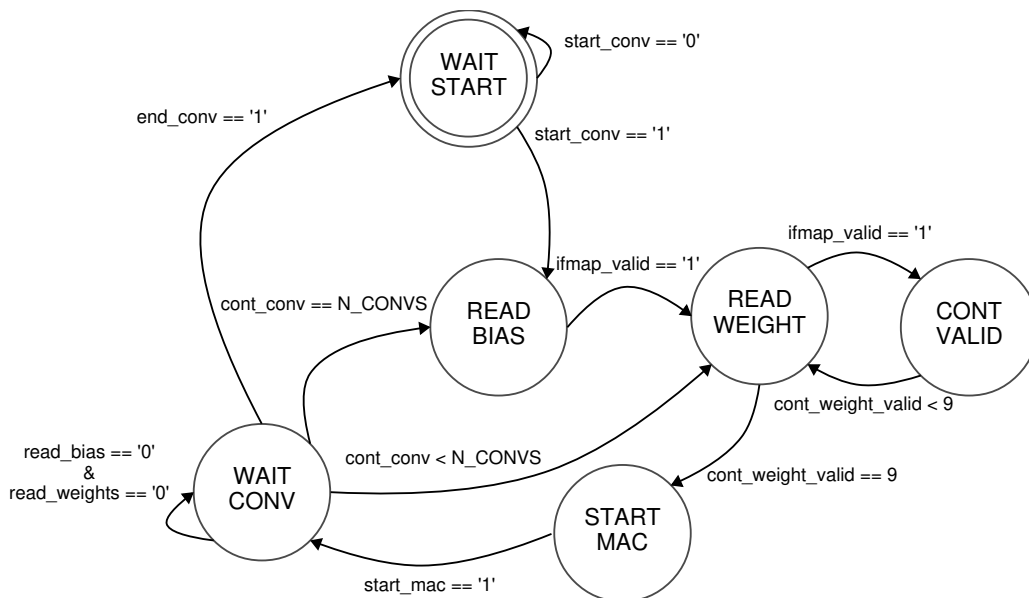 WAIT
START
start_conv == '0'
end_conv == '1'
start_conv == '1'
ifmap_valid == '1'
ifmap_valid == '1'
READ
BIAS
READ
WEIGHT
CONT
VALID
cont_conv == N_CONVS
cont_weight_valid < 9
read_bias == '0'
&
read_weights == '0'
WAIT
CONV
cont_conv < N_CONVS
cont_weight_valid == 9
START
MAC
start_mac == '1'